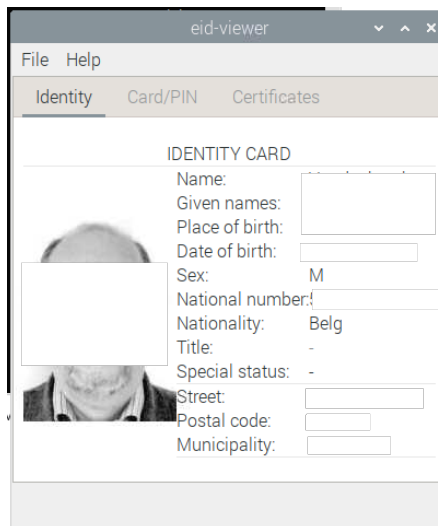 eid-viewer
File Help
Identity Card/PIN Certificates
IDENTITY CARD
Name:
Given names:
Place of birth:
Date of birth:
Sex: M
National number:
Nationality: Belg
Title: -
Special status: -
Street:
Postal code:
Municipality: